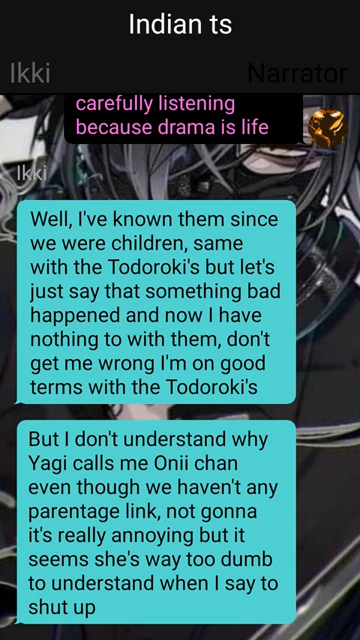 Indian ts
Ikki
Narrator
carefully listening
because drama is life
Ikki
Well, I've known them since
we were children, same
with the Todoroki's but let's
just say that something bad
happened and now I have
nothing to with them, don't
get me wrong I'm on good
terms with the Todoroki's
But I don't understand why
Yagi calls me Onii chan
even though we haven't any
parentage link, not gonna
it's really annoying but it
seems she's way too dumb
to understand when I say to
shut up